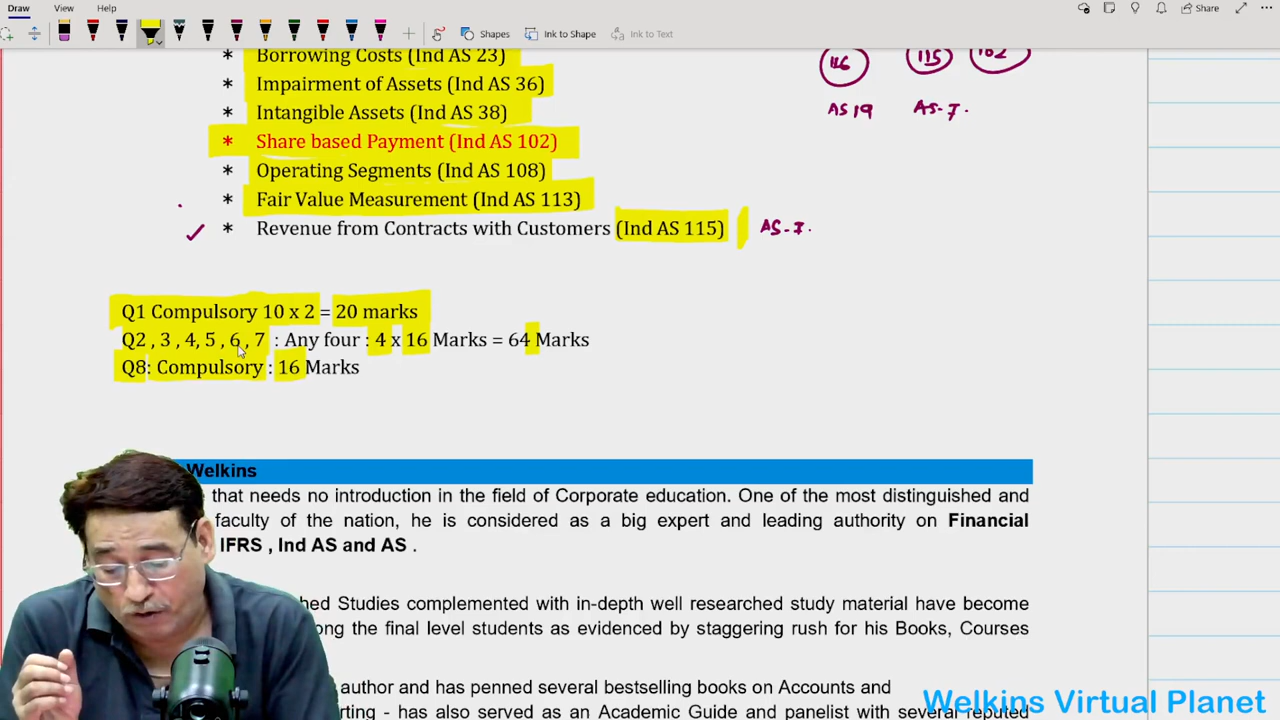 Draw View Help
Shapes Ink to Shape Ink to Text Share
* Borrowing Costs (Ind AS 23)
116 115 102
* Impairment of Assets (Ind AS 36)
AS 19 AS-7.
* Intangible Assets (Ind AS 38)
* Share based Payment (Ind AS 102)
* Operating Segments (Ind AS 108)
* Fair Value Measurement (Ind AS 113)
* Revenue from Contracts with Customers (Ind AS 115) AS-7.
Q1 Compulsory 10 x 2 = 20 marks
Q2 , 3 , 4, 5 , 6 , 7 : Any four : 4 x 16 Marks = 64 Marks
Q8: Compulsory : 16 Marks
Welkins
that needs no introduction in the field of Corporate education. One of the most distinguished and
faculty of the nation, he is considered as a big expert and leading authority on Financial
IFRS , Ind AS and AS .
Studies complemented with in-depth well researched study material have become
the final level students as evidenced by staggering rush for his Books, Courses
author and has penned several bestselling books on Accounts and
has also served as an Academic Guide and panelist with several reputed
Welkins Virtual Planet